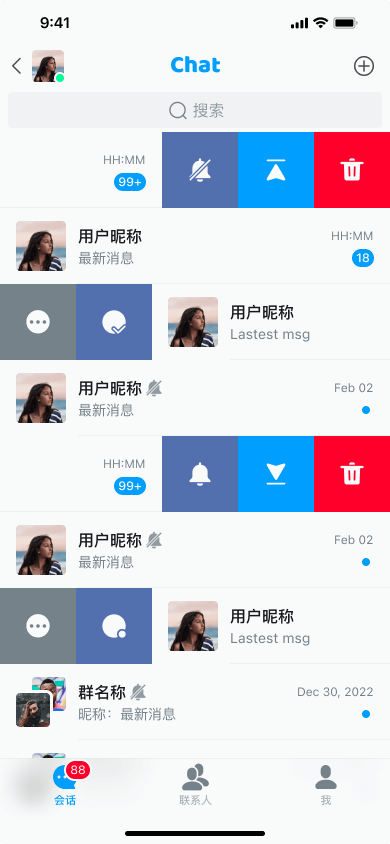 9:41
Chat
搜索
HH:MM
99+
用户昵称
HH:MM
最新消息
18
用户昵称
Lastest msg
用户昵称
Feb 02
最新消息
HH:MM
99+
用户昵称
Feb 02
最新消息
用户昵称
Lastest msg
群名称
Dec 30, 2022
昵称：最新消息
88
会话
联系人
我